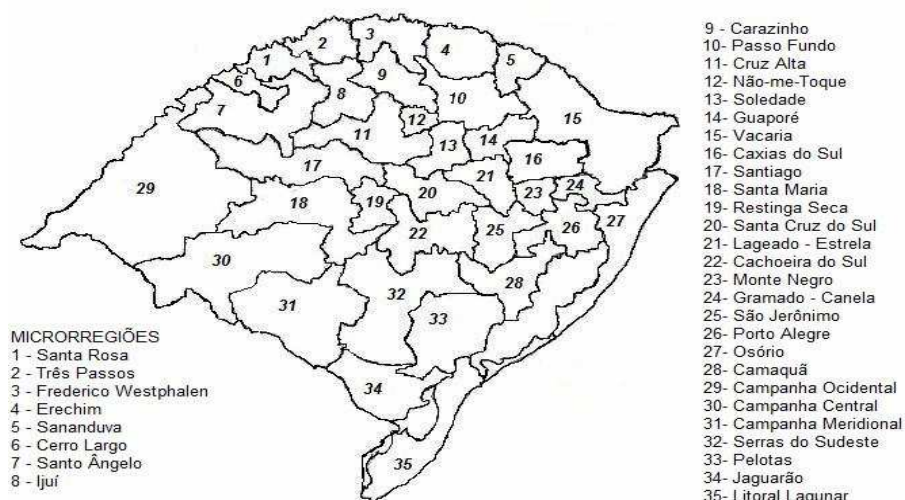 1
2
3
4
5
6
7
8
9
10
11
12
13
14
15
16
17
18
19
20
21
22
23
24
25
26
27
28
29
30
31
32
33
34
35
MICRORREGIÕES
1 - Santa Rosa
2 - Três Passos
3 - Frederico Westphalen
4 - Erechim
5 - Sananduva
6 - Cerro Largo
7 - Santo Ângelo
8 - Ijuí
9 - Carazinho
10- Passo Fundo
11- Cruz Alta
12- Não-me-Toque
13- Soledade
14- Guaporé
15- Vacaria
16- Caxias do Sul
17- Santiago
18- Santa Maria
19- Restinga Seca
20- Santa Cruz do Sul
21- Lageado - Estrela
22- Cachoeira do Sul
23- Monte Negro
24- Gramado - Canela
25- São Jerônimo
26- Porto Alegre
27- Osório
28- Camaquã
29- Campanha Ocidental
30- Campanha Central
31- Campanha Meridional
32- Serras do Sudeste
33- Pelotas
34- Jaguarão
35- Litoral Lagunar